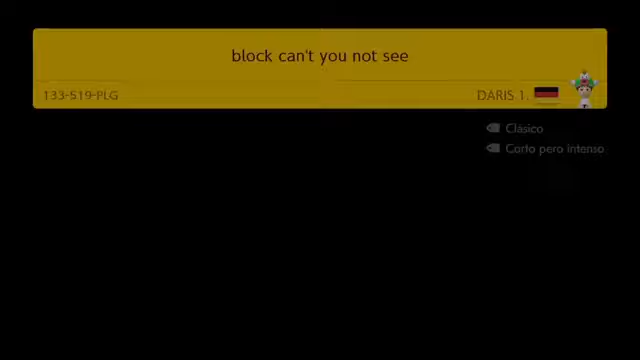 block can't you not see
133-519-PLG
DARIS 1.
Clásico
Corto pero intenso